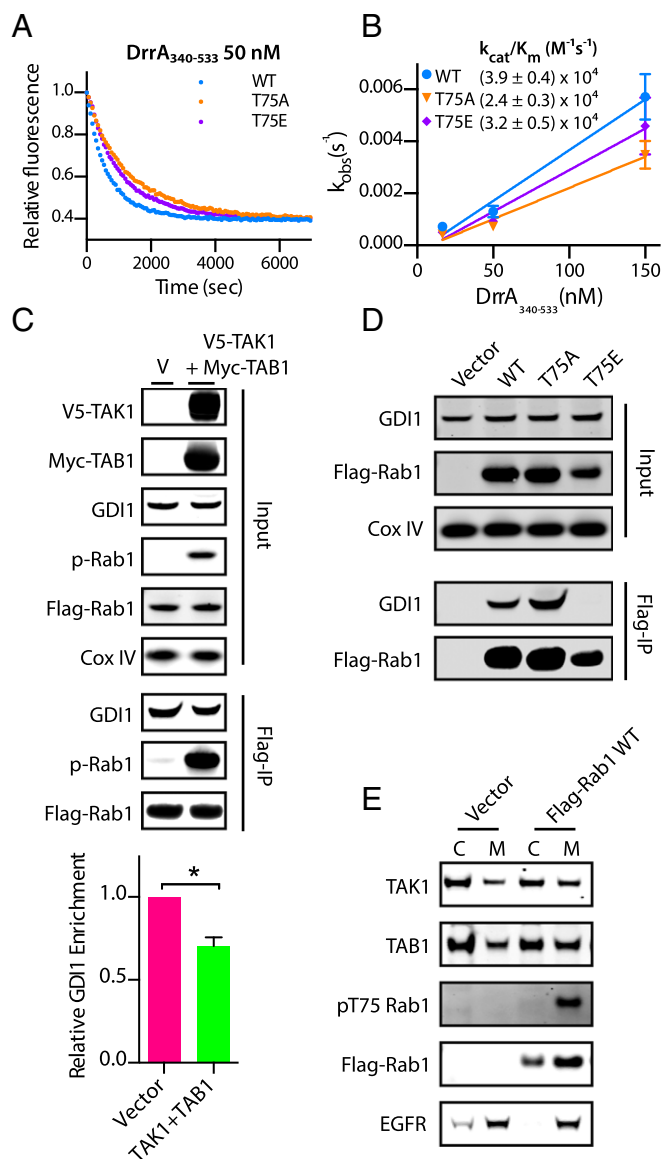 A
DrrA340-533 50 nM
WT
T75A
T75E
Relative fluorescence
1.0
0.8
0.6
0.4
0
2000
4000
6000
Time (sec)
B
kcat/Km (M-1s-1)
WT (3.9 ± 0.4) x 10^4
T75A (2.4 ± 0.3) x 10^4
T75E (3.2 ± 0.5) x 10^4
kobs(s-1)
0.006
0.004
0.002
0.000
0
50
100
150
DrrA340-533(nM)
C
V5-TAK1
V + Myc-TAB1
V5-TAK1
Myc-TAB1
GDI1
p-Rab1
Flag-Rab1
Cox IV
Input
GDI1
p-Rab1
Flag-Rab1
Flag-IP
*
Relative GDI1 Enrichment
1.0
0.5
0.0
Vector
TAK1+TAB1
D
Vector WT T75A T75E
GDI1
Flag-Rab1
Cox IV
Input
GDI1
Flag-Rab1
Flag-IP
E
Vector Flag-Rab1 WT
C M C M
TAK1
TAB1
pT75 Rab1
Flag-Rab1
EGFR